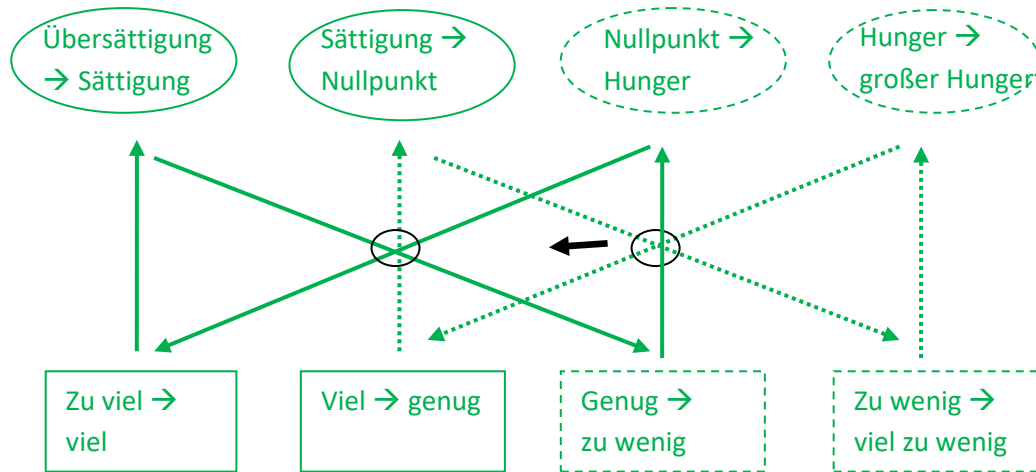 Übersättigung
→ Sättigung
Sättigung →
Nullpunkt
Nullpunkt →
Hunger
Hunger →
großer Hunger
Zu viel →
viel
Viel → genug
Genug →
zu wenig
Zu wenig →
viel zu wenig